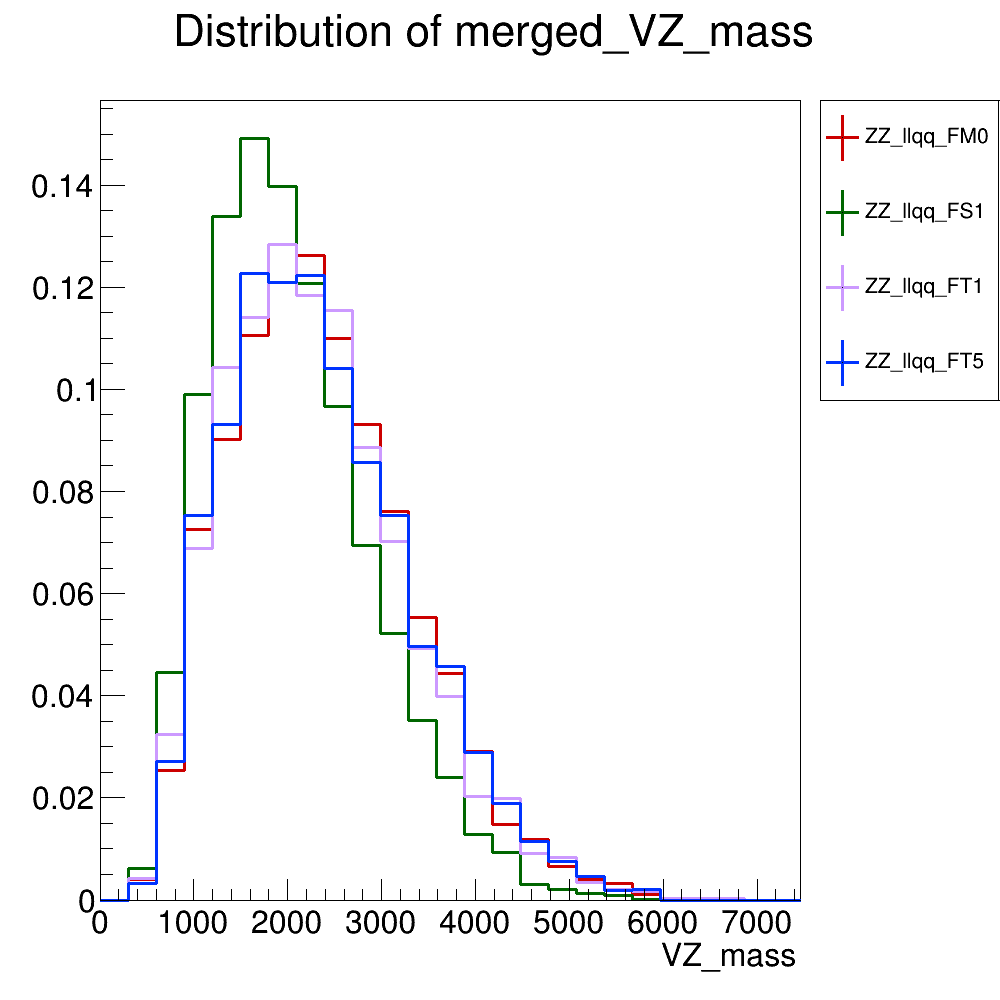 Distribution of merged_VZ_mass
ZZ_llqq_FM0
ZZ_llqq_FS1
ZZ_llqq_FT1
ZZ_llqq_FT5
0.14
0.12
0.1
0.08
0.06
0.04
0.02
0
0 1000 2000 3000 4000 5000 6000 7000
VZ_mass